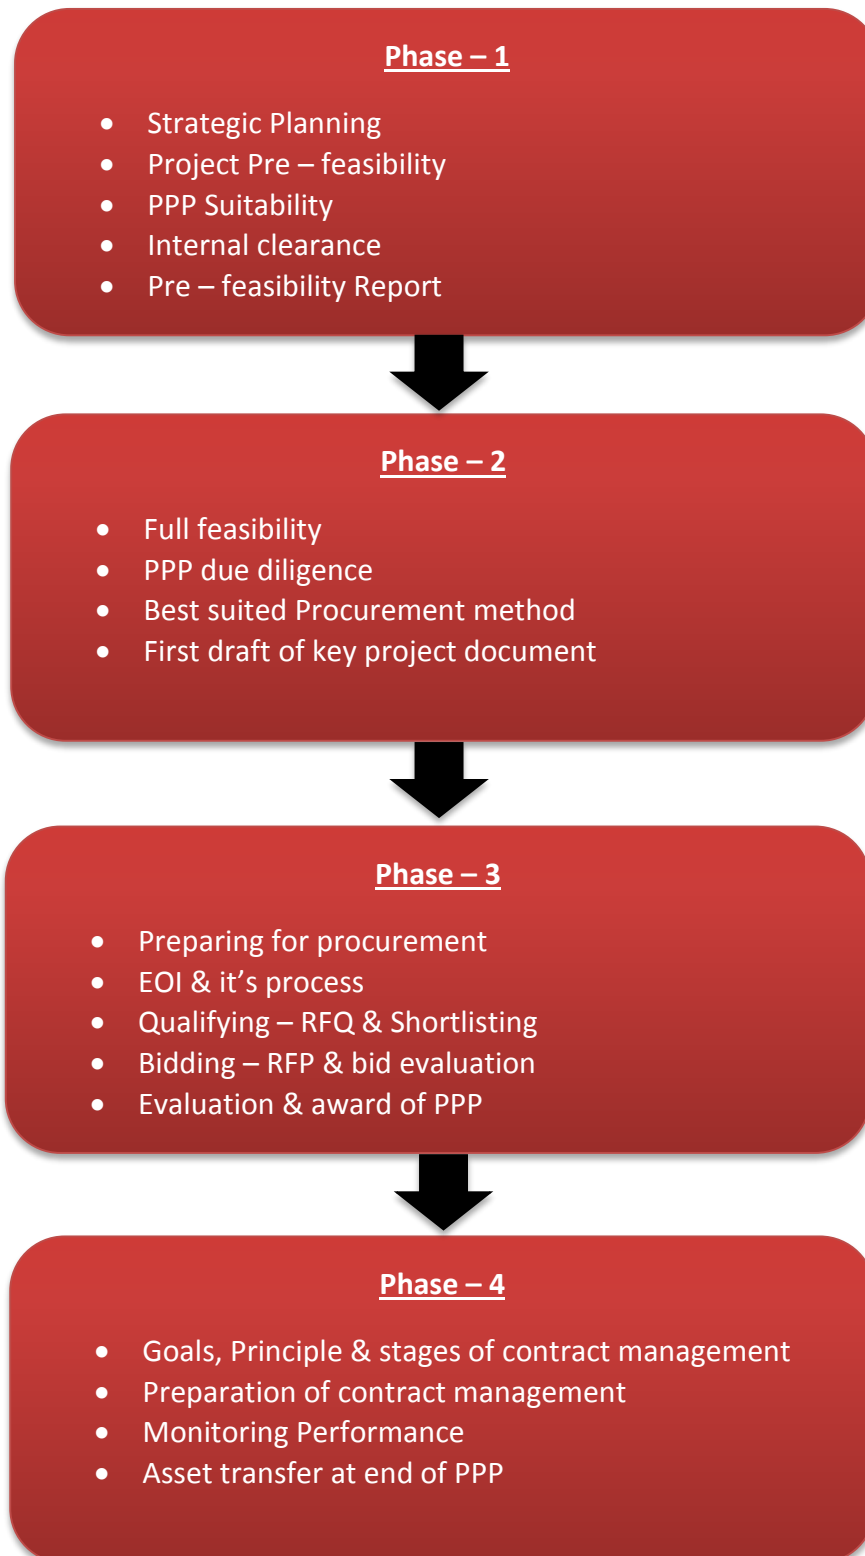 Phase – 1
• Strategic Planning
• Project Pre – feasibility
• PPP Suitability
• Internal clearance
• Pre – feasibility Report
Phase – 2
• Full feasibility
• PPP due diligence
• Best suited Procurement method
• First draft of key project document
Phase – 3
• Preparing for procurement
• EOI & it’s process
• Qualifying – RFQ & Shortlisting
• Bidding – RFP & bid evaluation
• Evaluation & award of PPP
Phase – 4
• Goals, Principle & stages of contract management
• Preparation of contract management
• Monitoring Performance
• Asset transfer at end of PPP